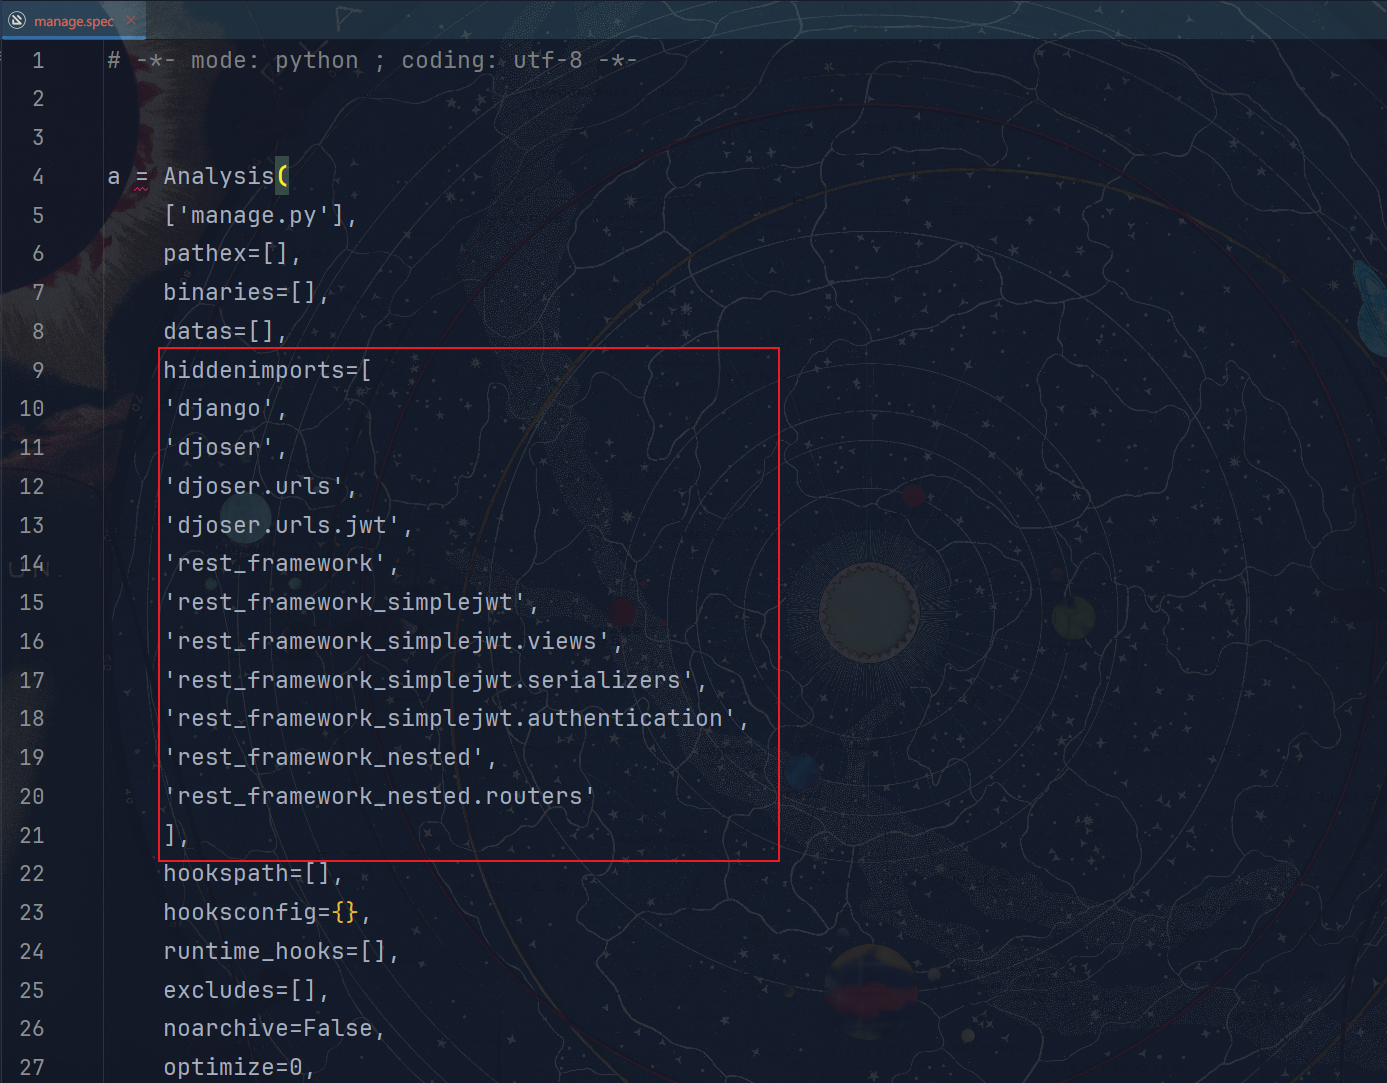 manage.spec
1 # -*- mode: python ; coding: utf-8 -*-
2
3
4 a = Analysis(
5 ['manage.py'],
6 pathex=[],
7 binaries=[],
8 datas=[],
9 hiddenimports=[
10 'django',
11 'djoser',
12 'djoser.urls',
13 'djoser.urls.jwt',
14 'rest_framework',
15 'rest_framework_simplejwt',
16 'rest_framework_simplejwt.views',
17 'rest_framework_simplejwt.serializers',
18 'rest_framework_simplejwt.authentication',
19 'rest_framework_nested',
20 'rest_framework_nested.routers'
21 ],
22 hookspath=[],
23 hooksconfig={},
24 runtime_hooks=[],
25 excludes=[],
26 noarchive=False,
27 optimize=0,